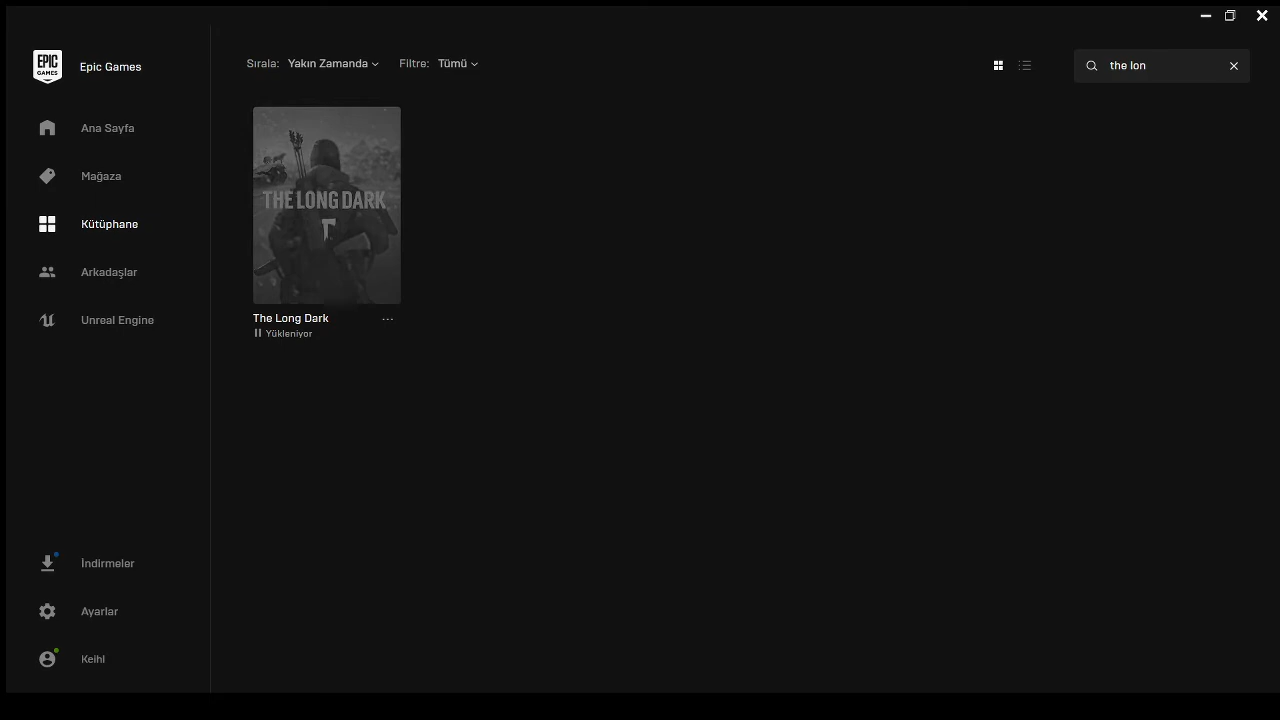 EPIC
GAMES
Epic Games
Ana Sayfa
Mağaza
Kütüphane
Arkadaşlar
Unreal Engine
İndirmeler
Ayarlar
Keihl
Sırala: Yakın Zamanda Filtre: Tümü
the lon
THE LONG DARK
The Long Dark ...
Yükleniyor